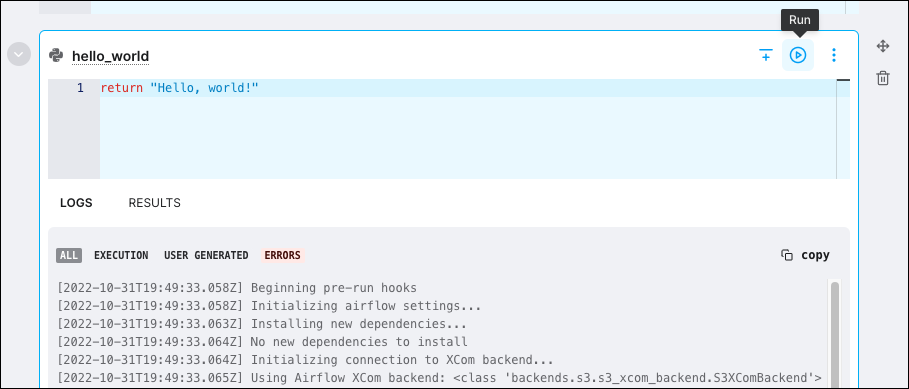 Run
hello_world
1 return "Hello, world!"
LOGS RESULTS
ALL EXECUTION USER GENERATED ERRORS copy
[2022-10-31T19:49:33.058Z] Beginning pre-run hooks
[2022-10-31T19:49:33.058Z] Initializing airflow settings...
[2022-10-31T19:49:33.063Z] Installing new dependencies...
[2022-10-31T19:49:33.064Z] No new dependencies to install
[2022-10-31T19:49:33.064Z] Initializing connection to XCom backend...
[2022-10-31T19:49:33.065Z] Using Airflow XCom backend: <class 'backends.s3.s3_xcom_backend.S3XComBackend'>